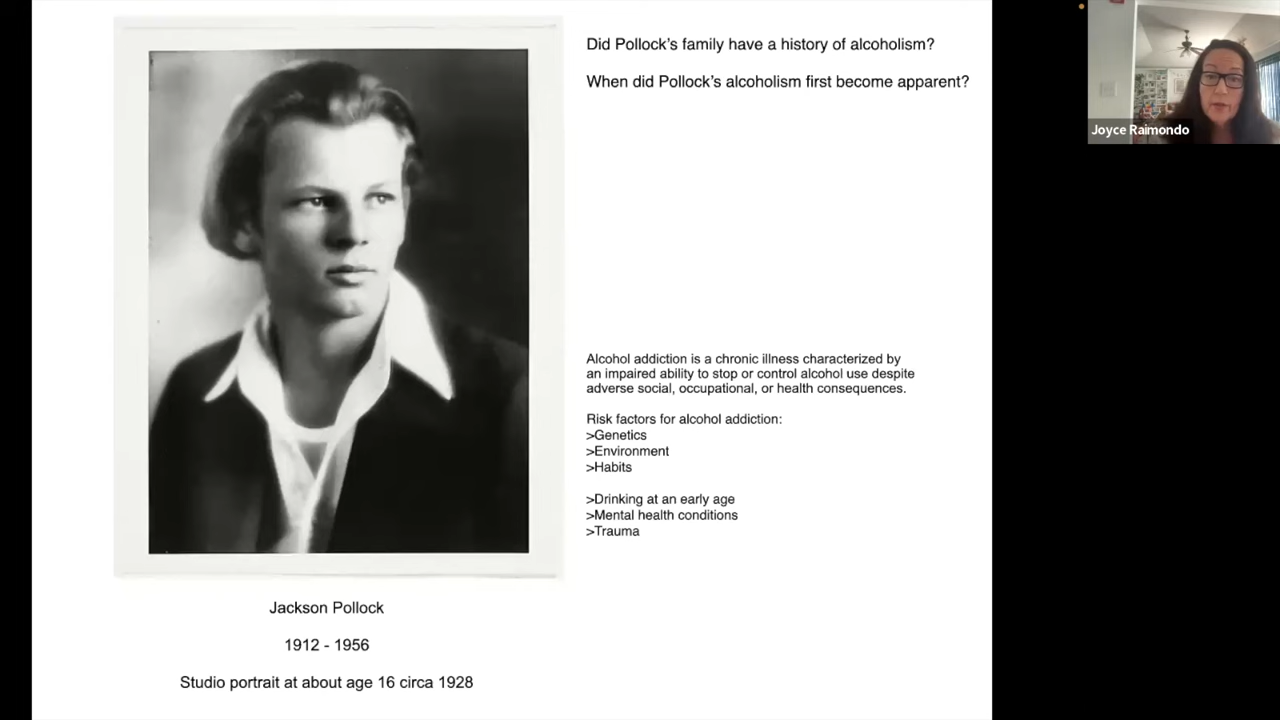 Did Pollock's family have a history of alcoholism?
When did Pollock's alcoholism first become apparent?
Joyce Raimondo
Alcohol addiction is a chronic illness characterized by
an impaired ability to stop or control alcohol use despite
adverse social, occupational, or health consequences.
Risk factors for alcohol addiction:
>Genetics
>Environment
>Habits
>Drinking at an early age
>Mental health conditions
>Trauma
Jackson Pollock
1912 - 1956
Studio portrait at about age 16 circa 1928